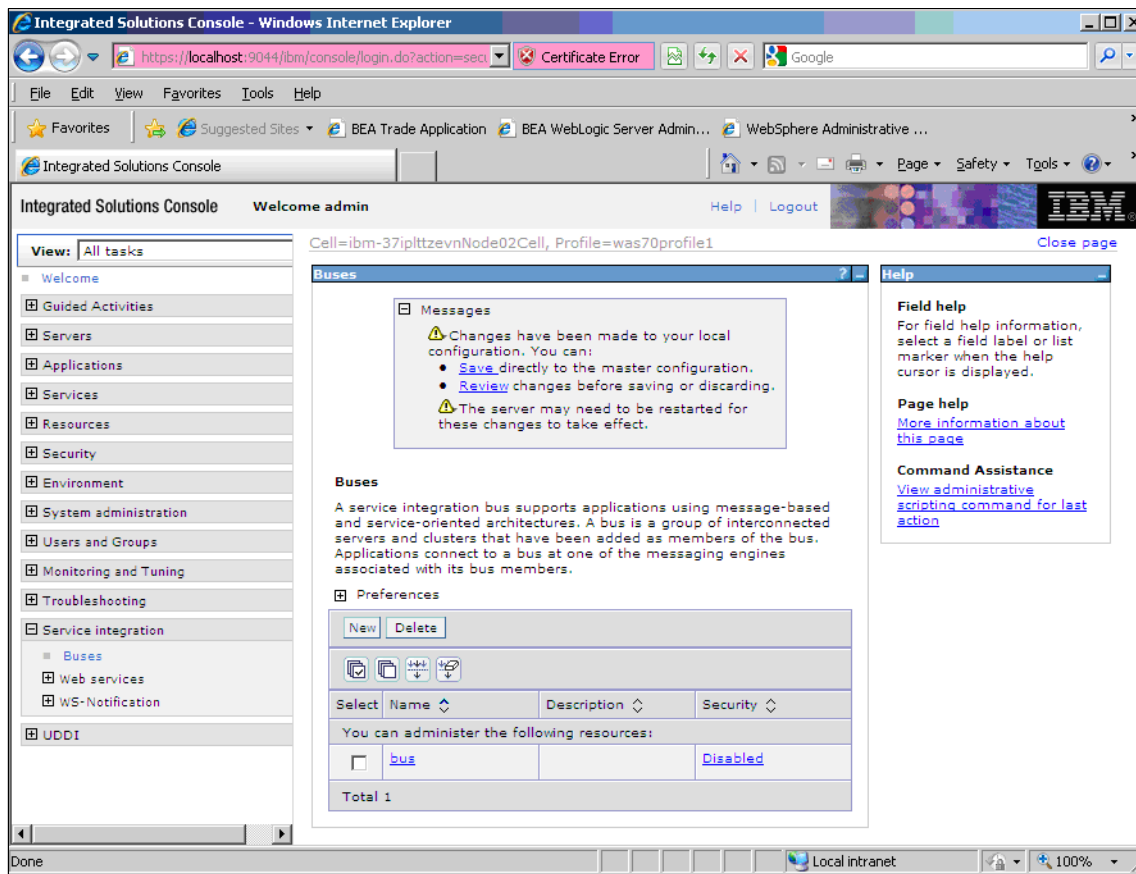 Integrated Solutions Console - Windows Internet Explorer
https://localhost:9044/ibm/console/login.do?action=secu
Certificate Error
Google
File Edit View Favorites Tools Help
Favorites
Suggested Sites
BEA Trade Application
BEA WebLogic Server Admin...
WebSphere Administrative ...
Integrated Solutions Console
Page
Safety
Tools
Integrated Solutions Console Welcome admin
Help | Logout
IBM®
View: All tasks
Welcome
Guided Activities
Servers
Applications
Services
Resources
Security
Environment
System administration
Users and Groups
Monitoring and Tuning
Troubleshooting
Service integration
Buses
Web services
WS-Notification
UDDI
Cell=ibm-37iplttzevnNode02Cell, Profile=was70profile1
Close page
Buses
? -
Messages
Changes have been made to your local
configuration. You can:
• Save directly to the master configuration.
• Review changes before saving or discarding.
The server may need to be restarted for
these changes to take effect.
Buses
A service integration bus supports applications using message-based
and service-oriented architectures. A bus is a group of interconnected
servers and clusters that have been added as members of the bus.
Applications connect to a bus at one of the messaging engines
associated with its bus members.
Preferences
New Delete
Select Name Description Security
You can administer the following resources:
bus Disabled
Total 1
Help
Field help
For field help information,
select a field label or list
marker when the help
cursor is displayed.
Page help
More information about
this page
Command Assistance
View administrative
scripting command for last
action
Done
Local intranet
100%